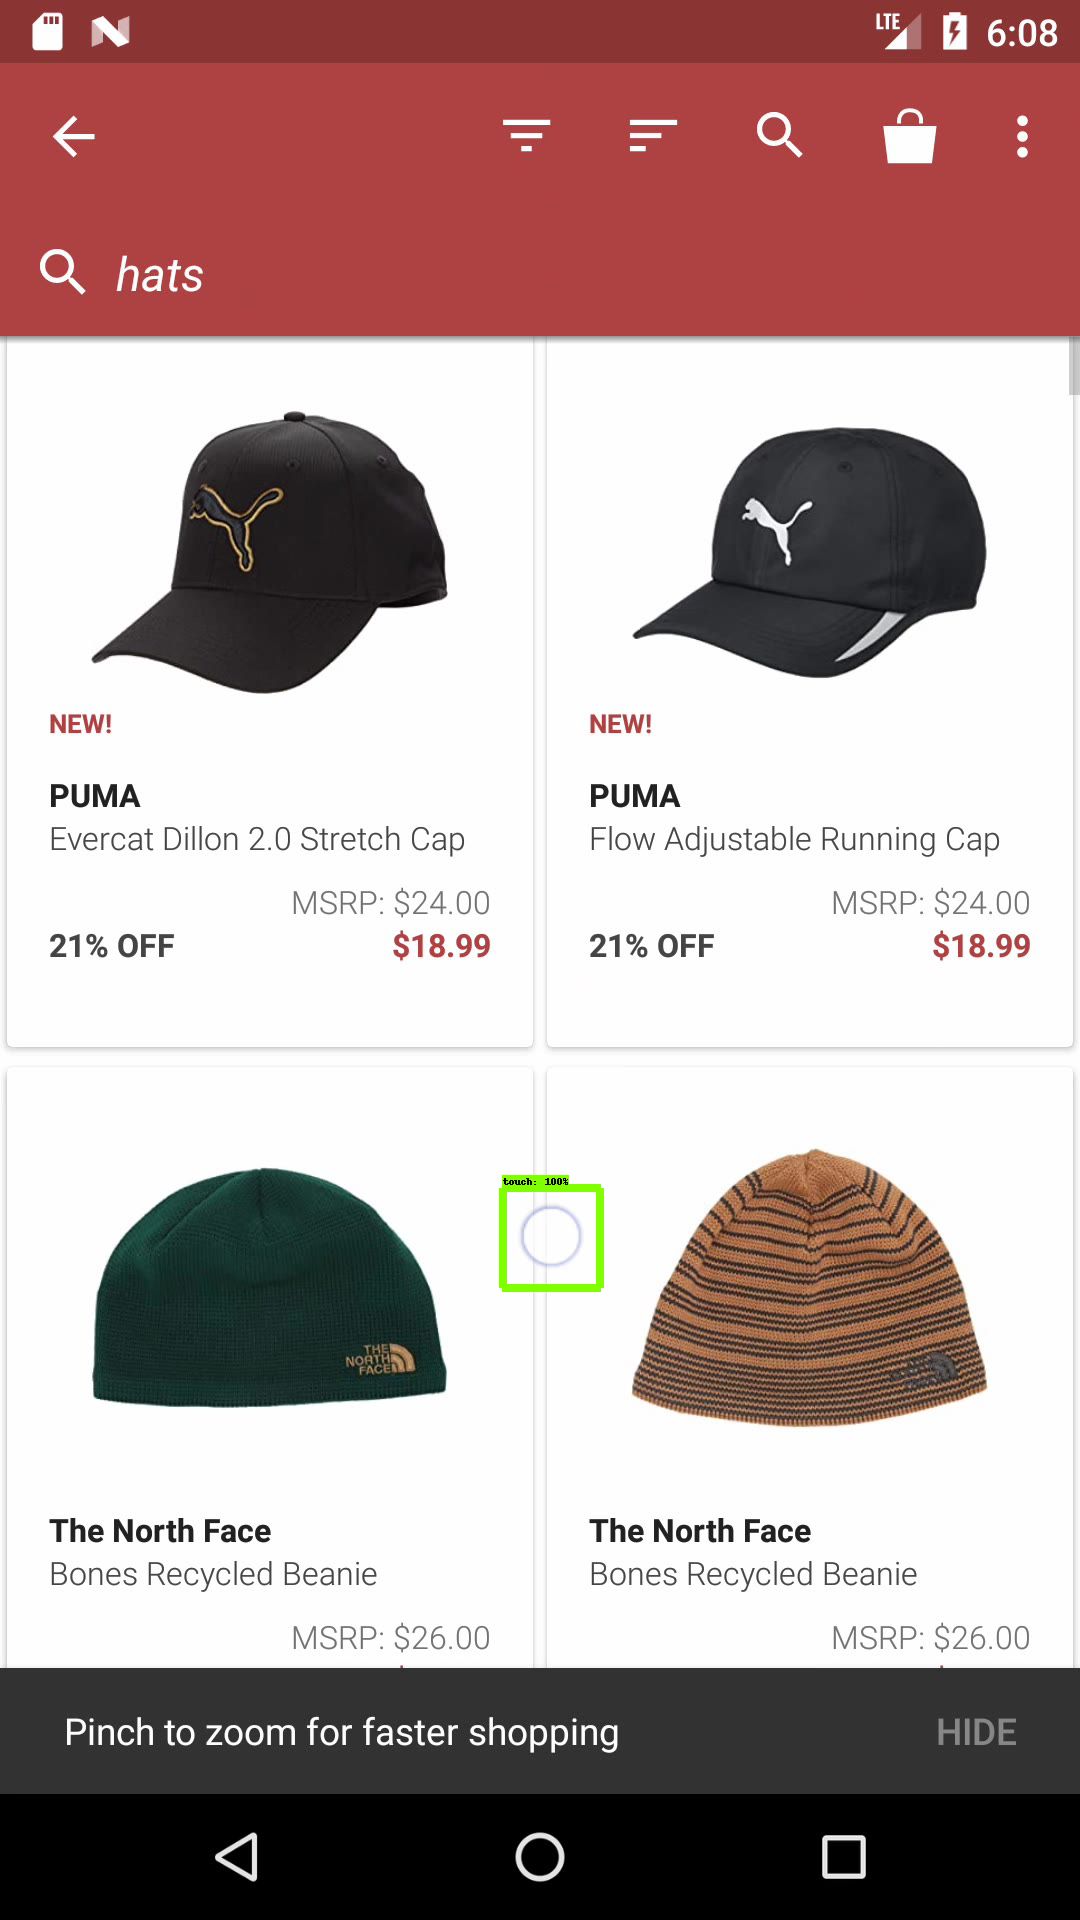 LTE 6:08
hats
NEW! NEW!
PUMA PUMA
Evercat Dillon 2.0 Stretch Cap Flow Adjustable Running Cap
MSRP: $24.00 MSRP: $24.00
21% OFF $18.99 21% OFF $18.99
touch: 100%
THE
NORTH
FACE
The North Face The North Face
Bones Recycled Beanie Bones Recycled Beanie
MSRP: $26.00 MSRP: $26.00
Pinch to zoom for faster shopping HIDE